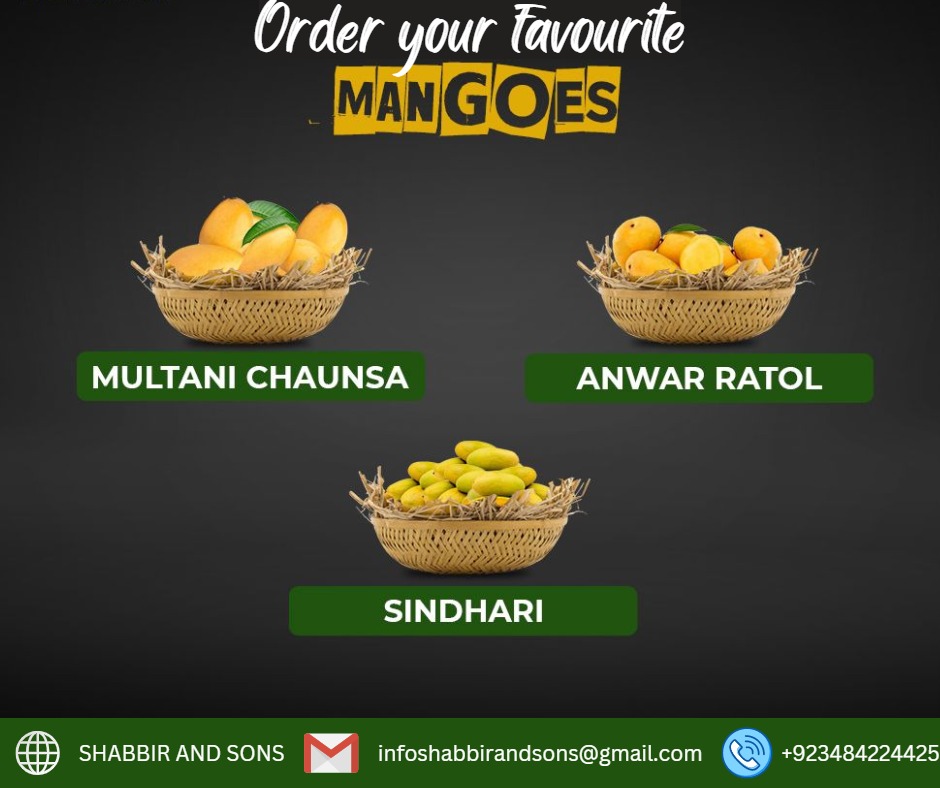 Order your Favourite
MANGOES
MULTANI CHAUNSA
ANWAR RATOL
SINDHARI
SHABBIR AND SONS
infoshabbirandsons@gmail.com
+923484224425